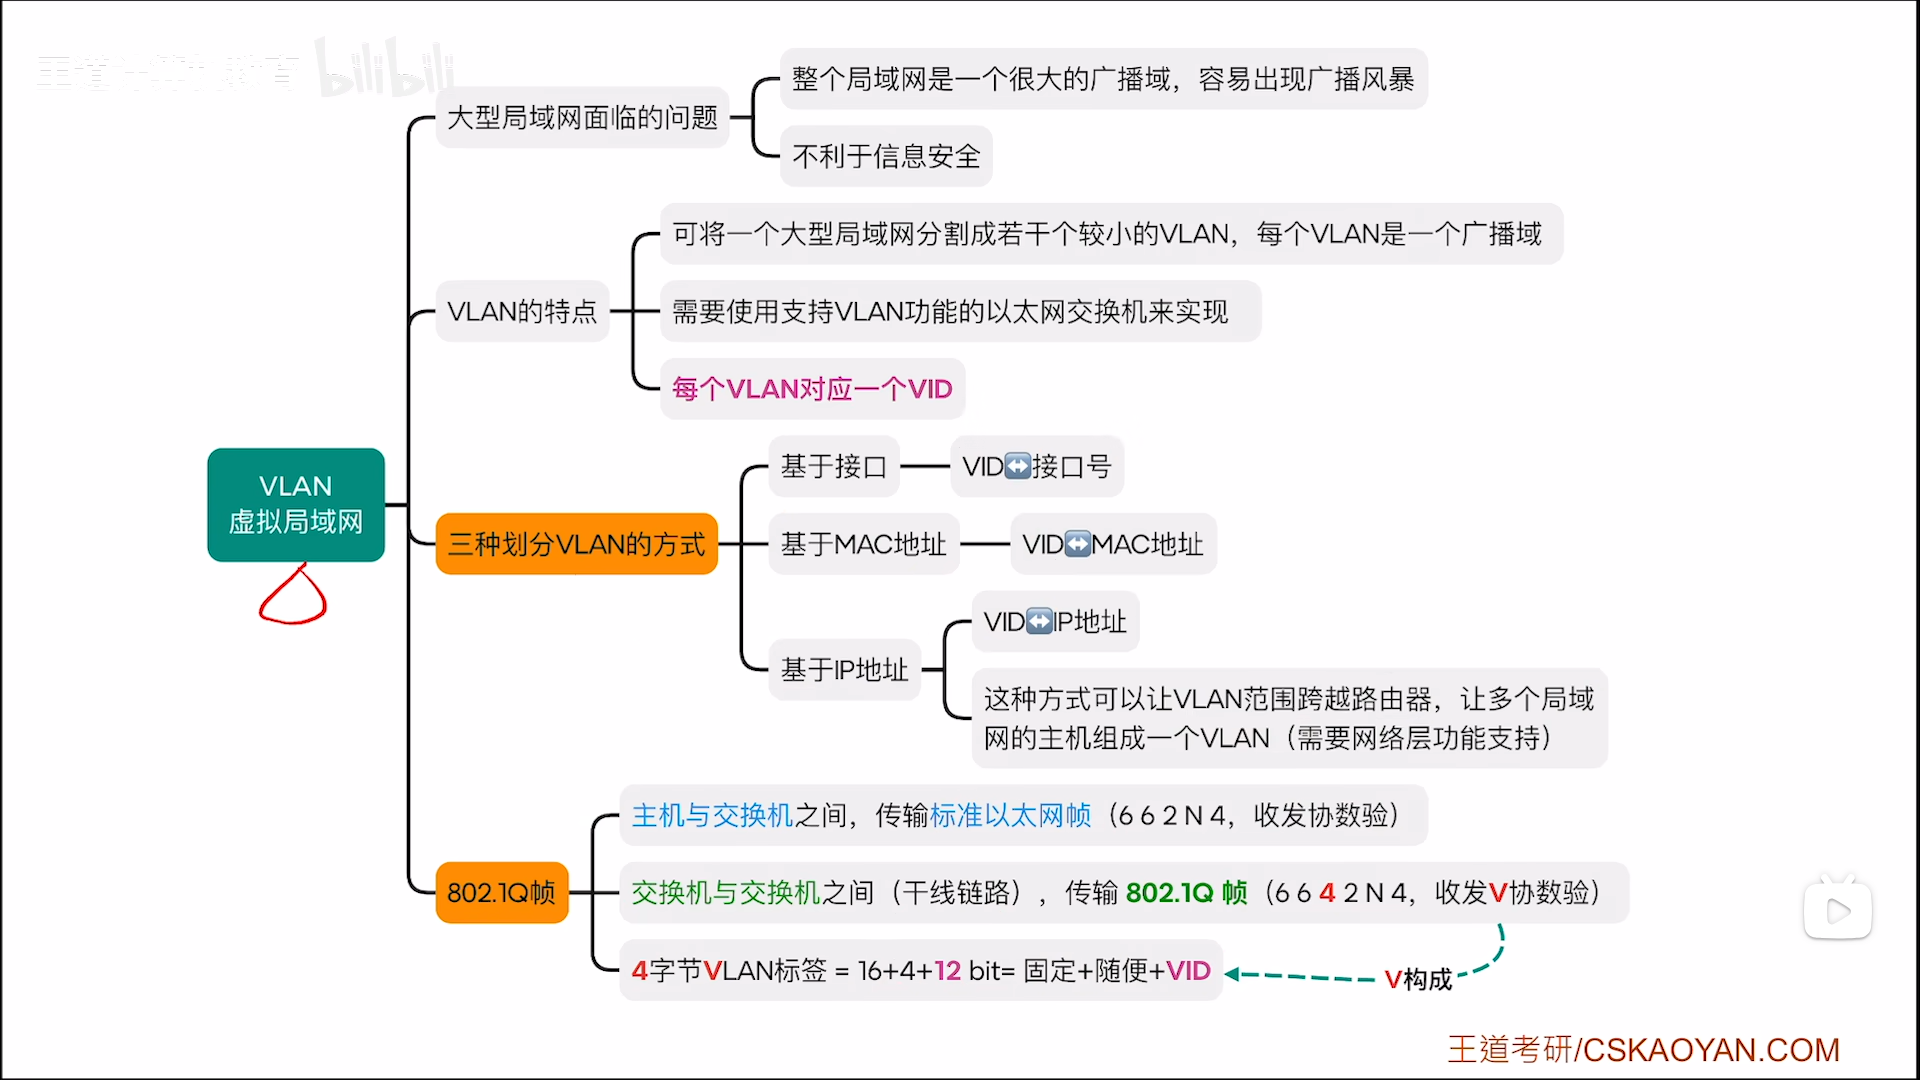 bilibili
大型局域网面临的问题
整个局域网是一个很大的广播域，容易出现广播风暴
不利于信息安全
VLAN的特点
可将一个大型局域网分割成若干个较小的VLAN，每个VLAN是一个广播域
需要使用支持VLAN功能的以太网交换机来实现
每个VLAN对应一个VID
VLAN
虚拟局域网
三种划分VLAN的方式
基于接口
VID↔接口号
基于MAC地址
VID↔MAC地址
基于IP地址
VID↔IP地址
这种方式可以让VLAN范围跨越路由器，让多个局域
网的主机组成一个VLAN（需要网络层功能支持）
802.1Q帧
主机与交换机之间，传输标准以太网帧（6 6 2 N 4，收发协数验）
交换机与交换机之间（干线链路），传输 802.1Q 帧（6 6 4 2 N 4，收发V协数验）
4字节VLAN标签 = 16+4+12 bit= 固定+随便+VID
V构成
王道考研/CSKAOYAN.COM